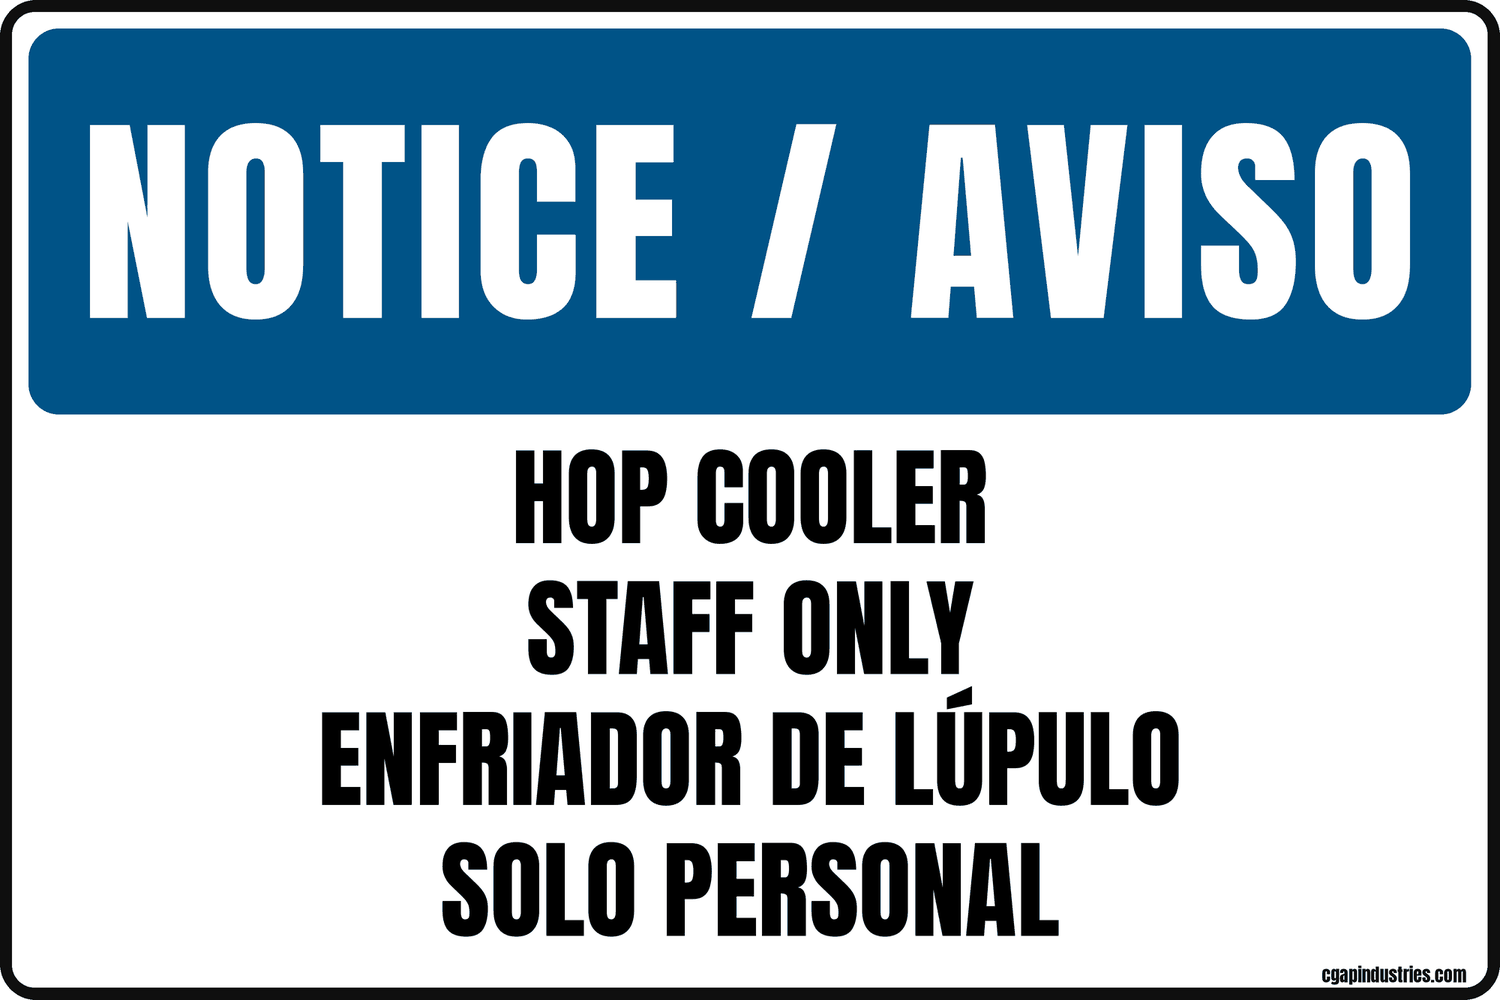 NOTICE / AVISO
HOP COOLER
STAFF ONLY
ENFRIADOR DE LÚPULO
SOLO PERSONAL
cgapindustries.com